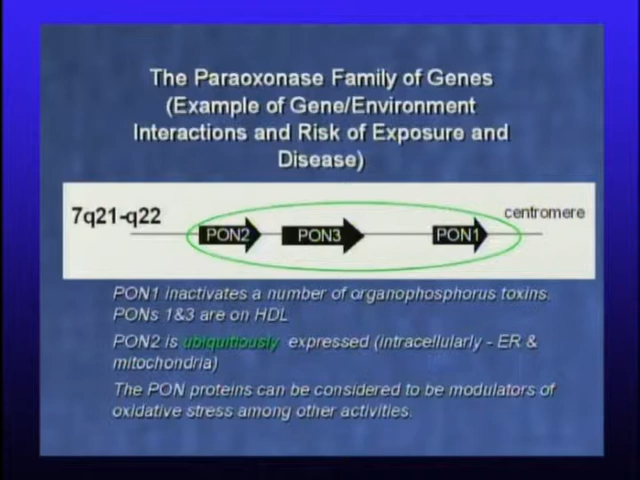 The Paraoxonase Family of Genes
(Example of Gene/Environment
Interactions and Risk of Exposure and
Disease)
7q21-q22
centromere
PON2 PON3 PON1
PON1 inactivates a number of organophosphorus toxins.
PONs 1&3 are on HDL
PON2 is ubiquitiously expressed (intracellularly - ER &
mitochondria)
The PON proteins can be considered to be modulators of
oxidative stress among other activities.